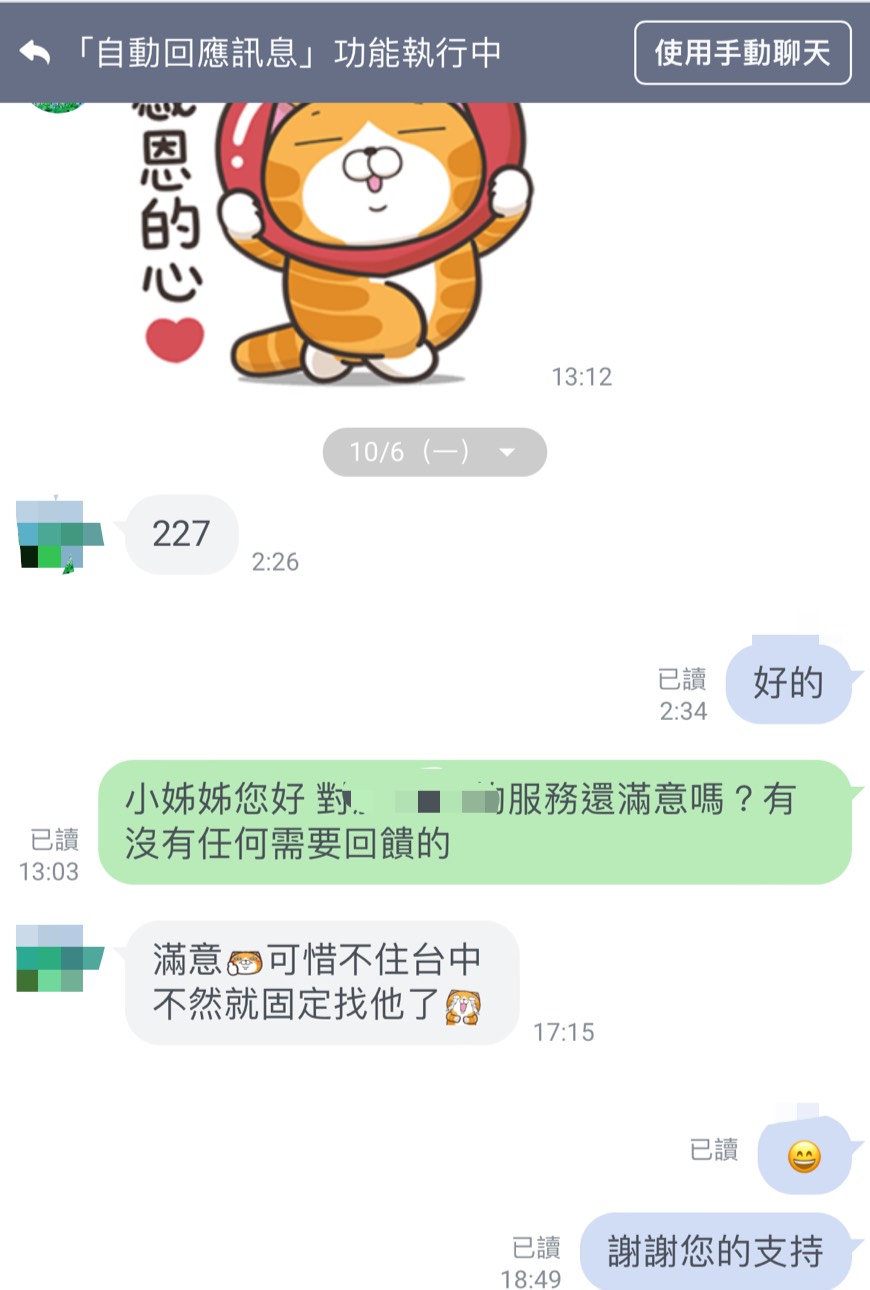 「自動回應訊息」功能執行中
使用手動聊天
感恩的心
13:12
10/6（一）
227
2:26
好的
已讀
2:34
小姊姊您好 對 服務還滿意嗎？有
沒有任何需要回饋的
已讀
13:03
滿意 可惜不住台中
不然就固定找他了
17:15
已讀
😄
謝謝您的支持
已讀
18:49